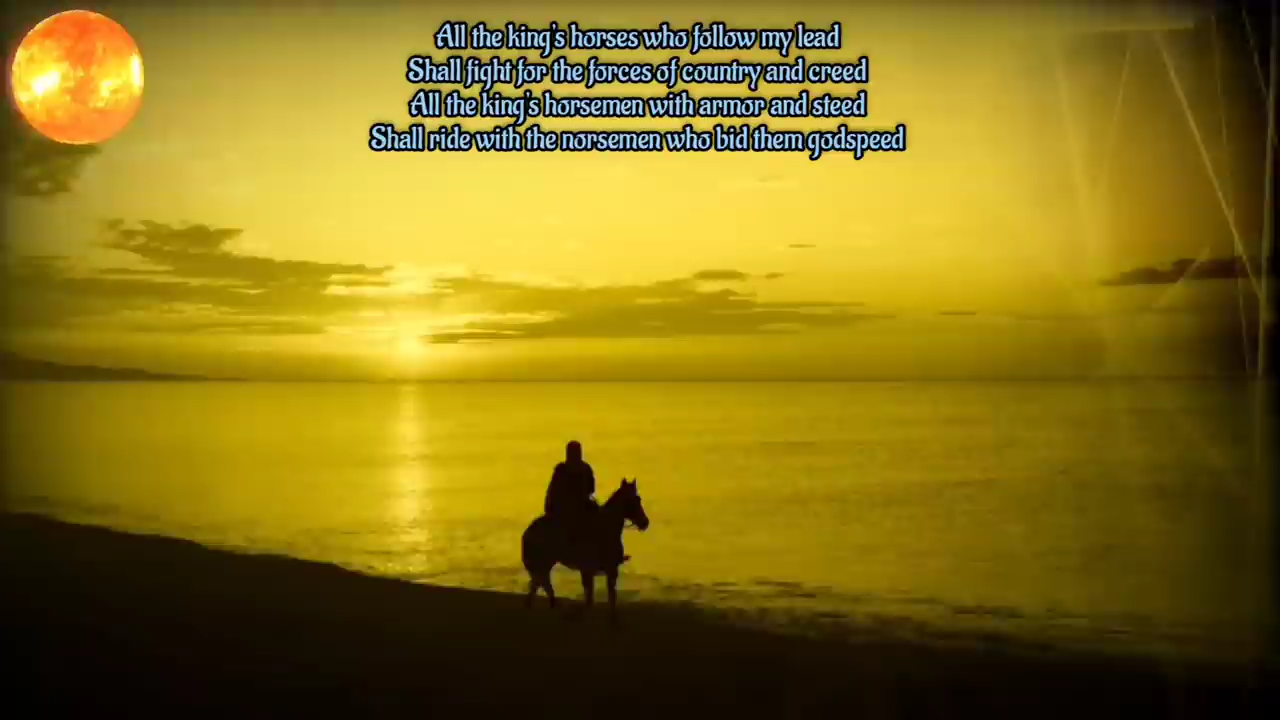 All the king's horses who follow my lead
Shall fight for the forces of country and creed
All the king's horsemen with armor and steed
Shall ride with the norsemen who bid them godspeed